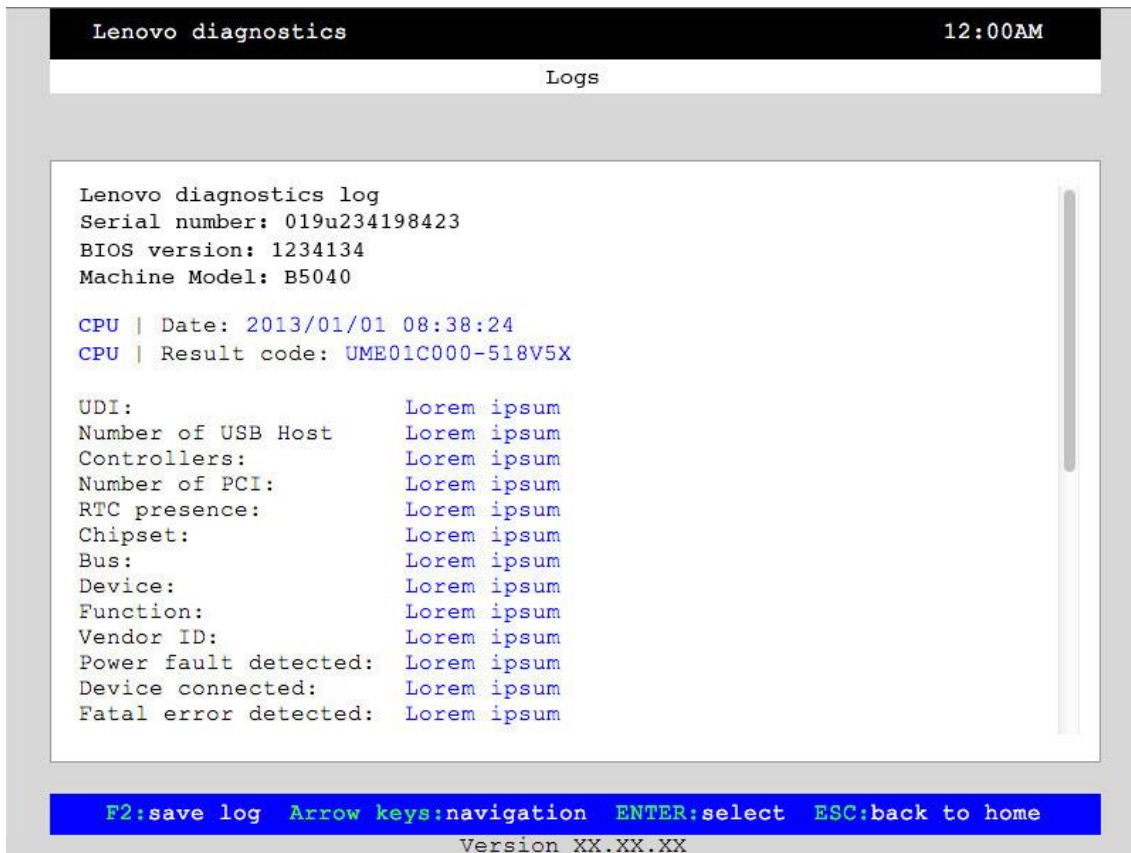 Lenovo diagnostics 12:00AM
Logs
Lenovo diagnostics log
Serial number: 019u234198423
BIOS version: 1234134
Machine Model: B5040
CPU | Date: 2013/01/01 08:38:24
CPU | Result code: UME01C000-518V5X
UDI: Lorem ipsum
Number of USB Host Lorem ipsum
Controllers: Lorem ipsum
Number of PCI: Lorem ipsum
RTC presence: Lorem ipsum
Chipset: Lorem ipsum
Bus: Lorem ipsum
Device: Lorem ipsum
Function: Lorem ipsum
Vendor ID: Lorem ipsum
Power fault detected: Lorem ipsum
Device connected: Lorem ipsum
Fatal error detected: Lorem ipsum
F2:save log Arrow keys:navigation ENTER:select ESC:back to home
Version XX.XX.XX